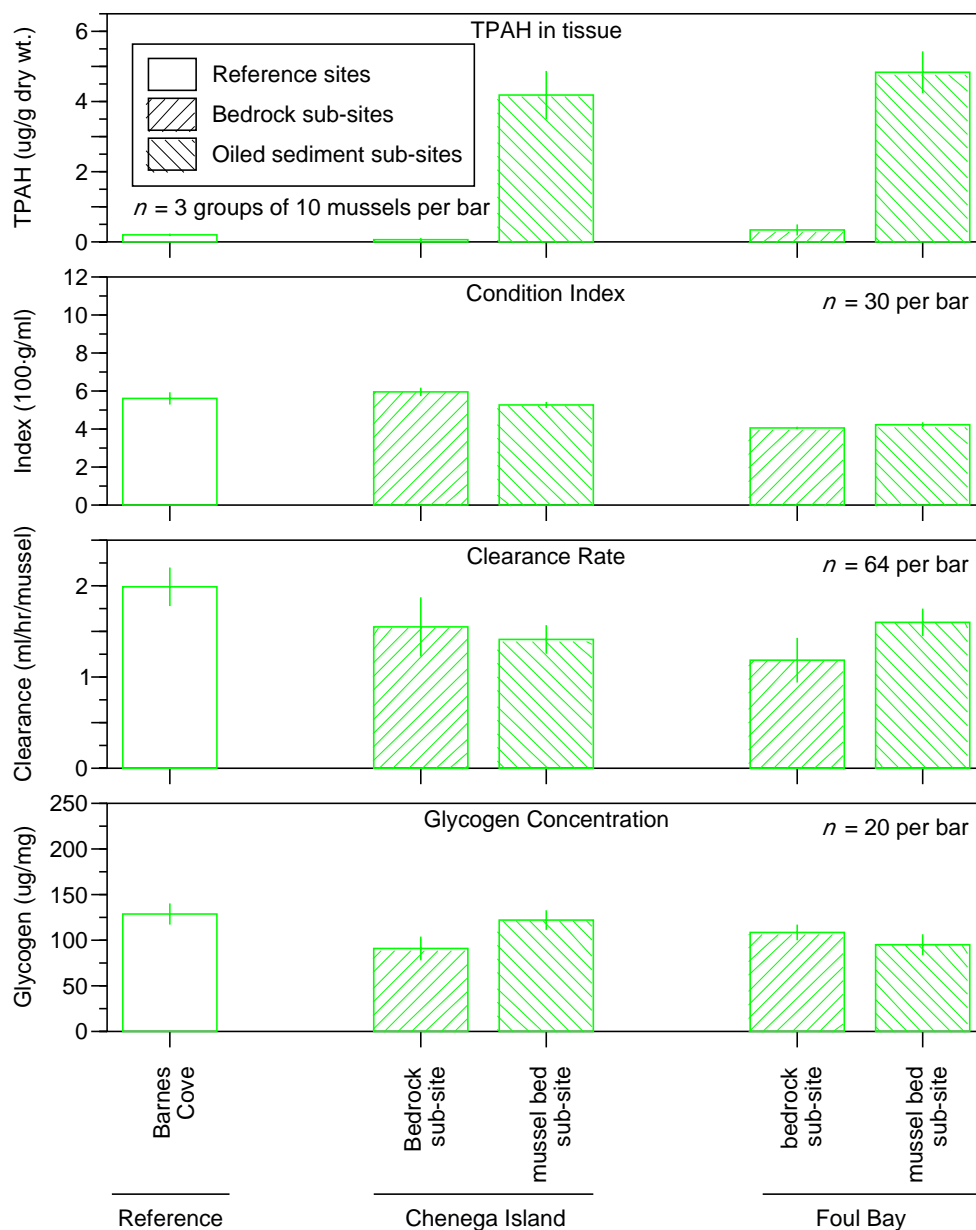 TPAH in tissue
TPAH (ug/g dry wt.)
6
4
2
0
Reference sites
Bedrock sub-sites
Oiled sediment sub-sites
n = 3 groups of 10 mussels per bar
Condition Index
n = 30 per bar
Index (100·g/ml)
12
10
8
6
4
2
0
Clearance Rate
n = 64 per bar
Clearance (ml/hr/mussel)
2
1
0
Glycogen Concentration
n = 20 per bar
Glycogen (ug/mg)
250
200
150
100
50
0
Barnes
Cove
Bedrock
sub-site
mussel bed
sub-site
bedrock
sub-site
mussel bed
sub-site
Reference
Chenega Island
Foul Bay